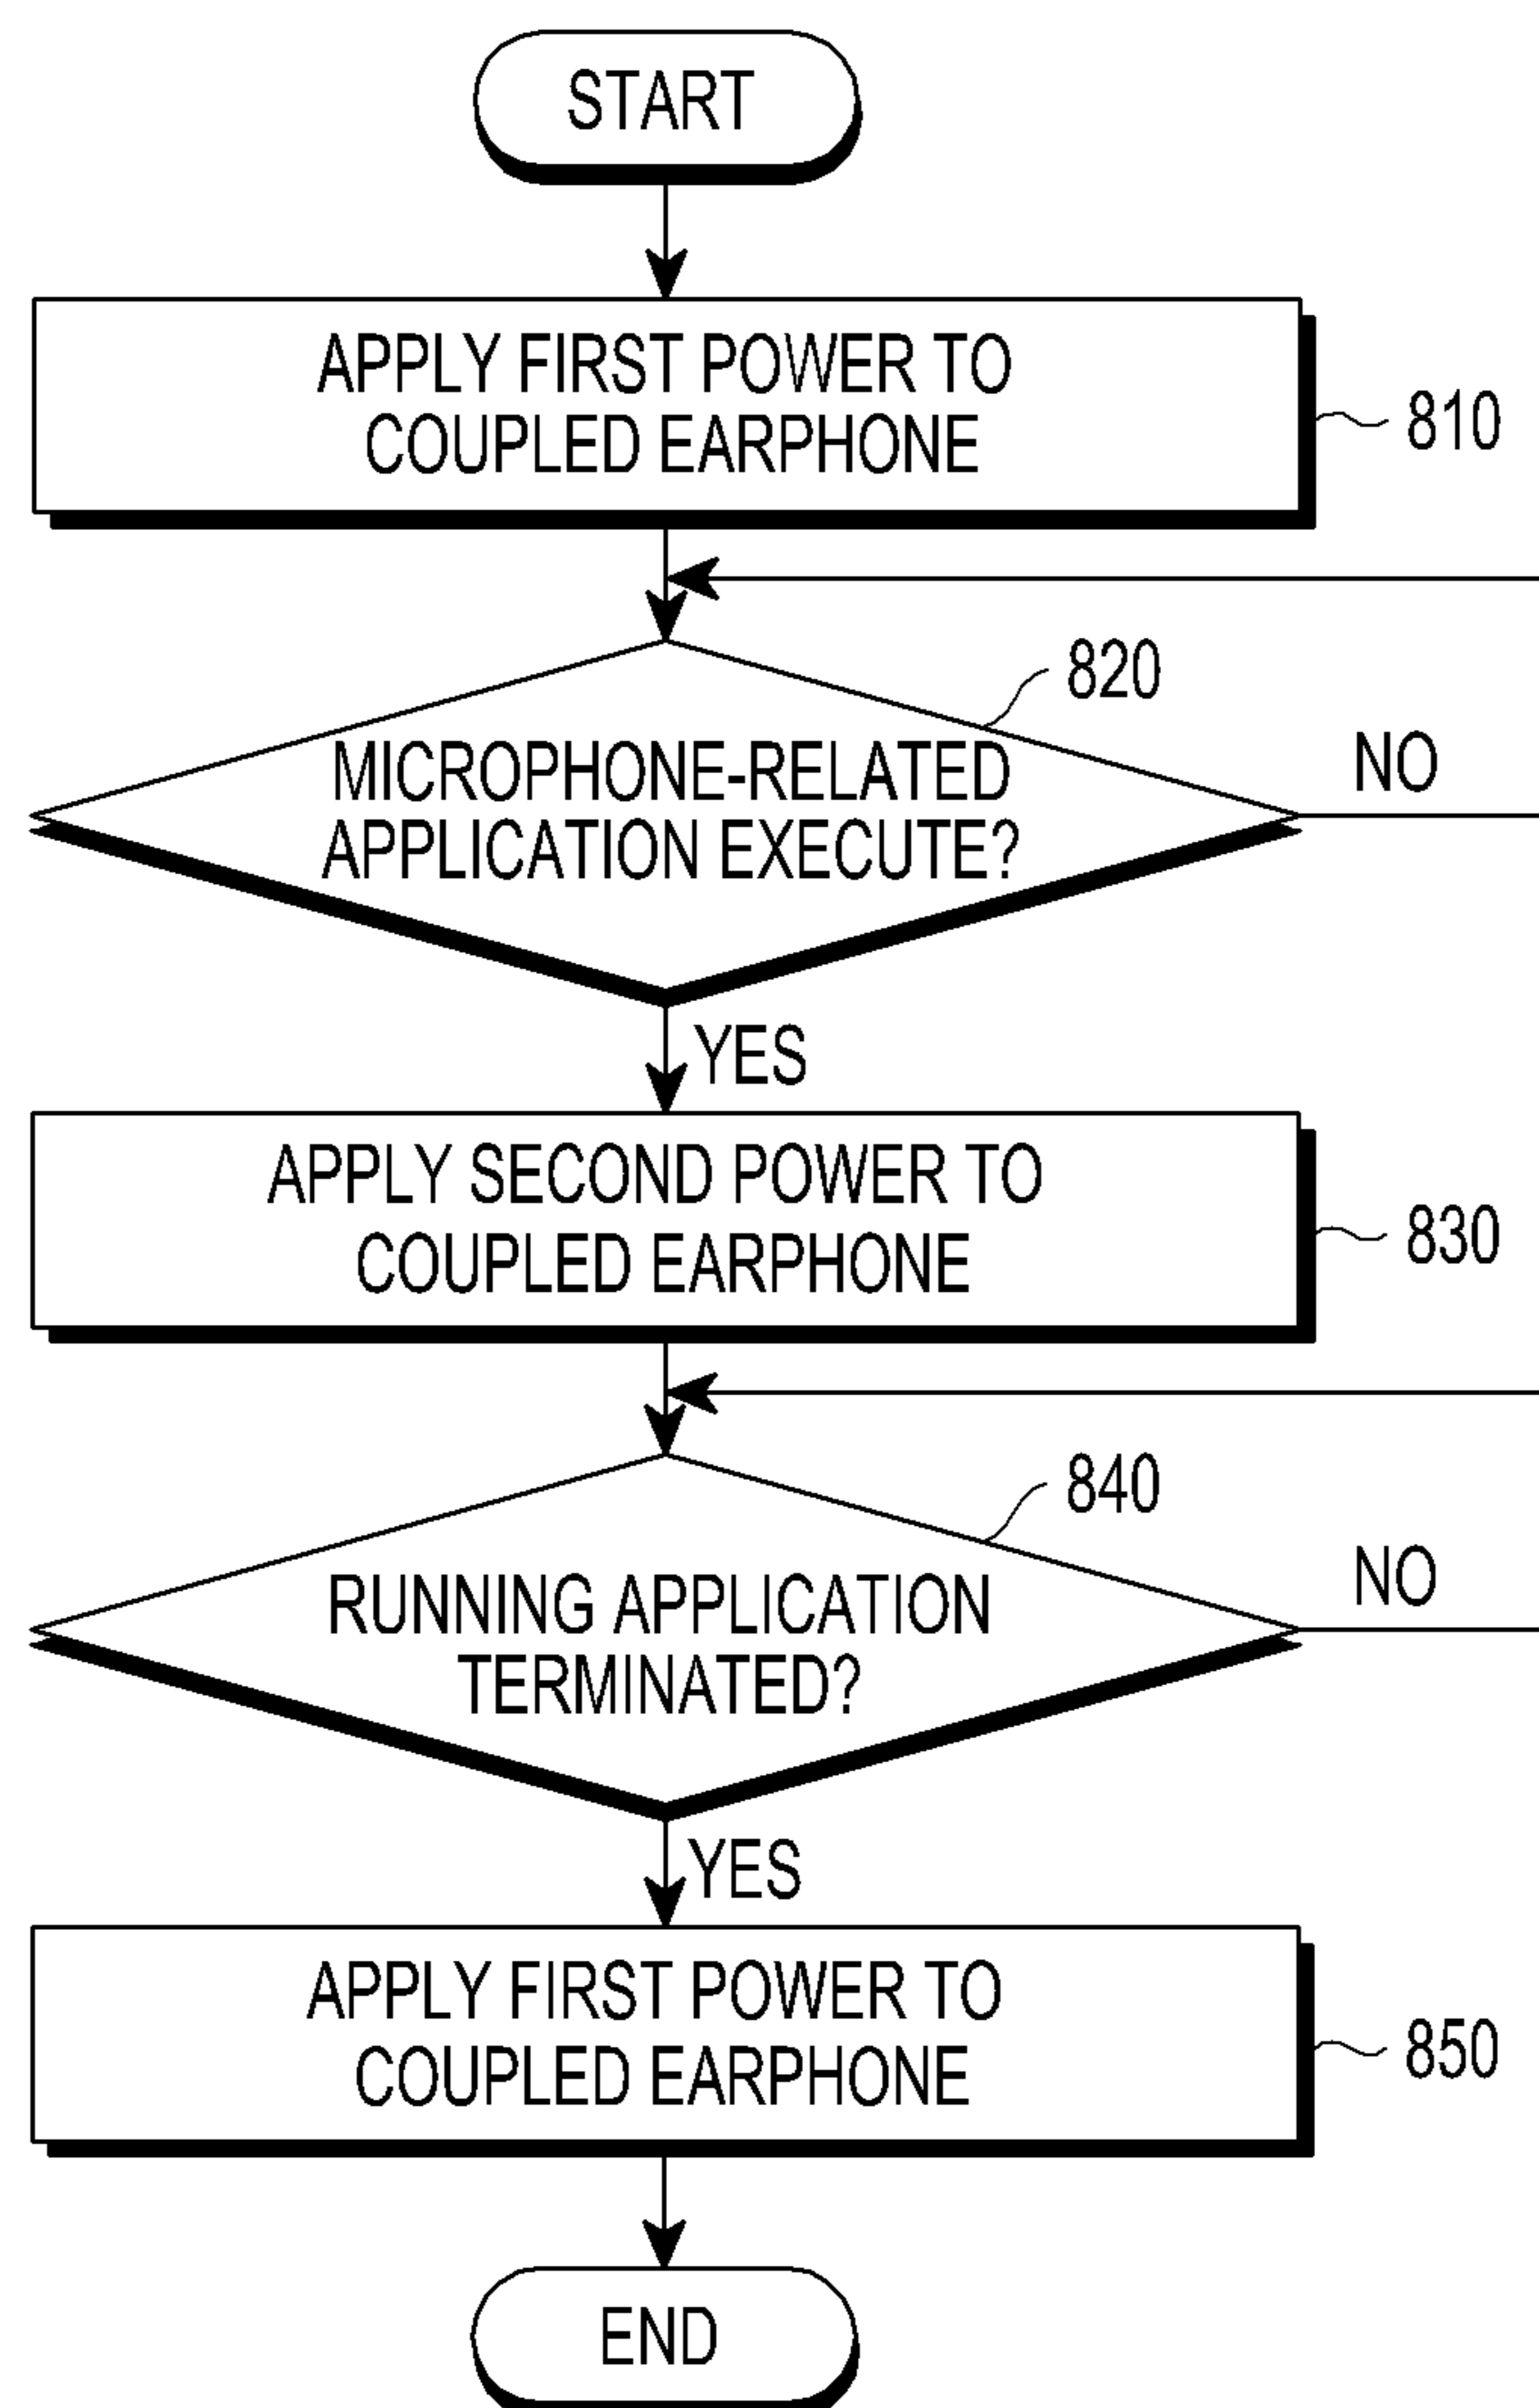 START
APPLY FIRST POWER TO
COUPLED EARPHONE
810
820
MICROPHONE-RELATED
APPLICATION EXECUTE?
NO
YES
APPLY SECOND POWER TO
COUPLED EARPHONE
830
840
RUNNING APPLICATION
TERMINATED?
NO
YES
APPLY FIRST POWER TO
COUPLED EARPHONE
850
END